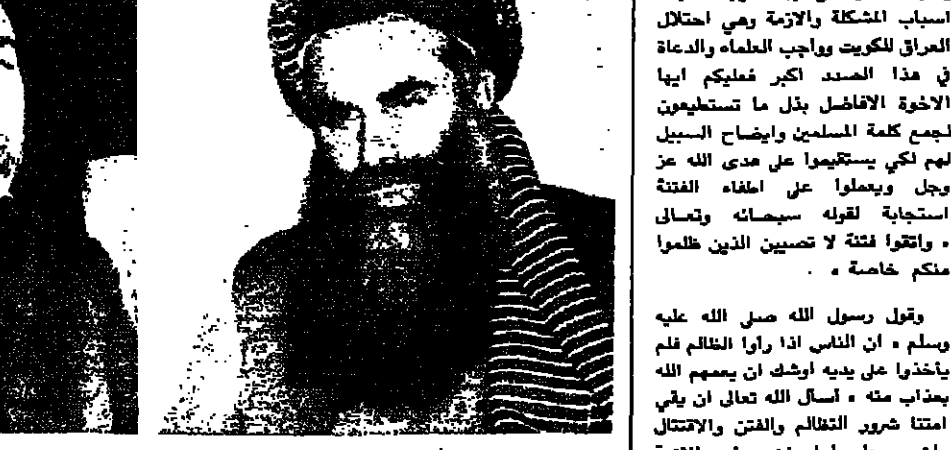 اسباب المشكلة والازمة وهي احتلال
العراق للكويت وواجب العلماء والدعاة
في هذا الصدد اكبر فعليكم ايها
الاخوة الافاضل بذل ما تستطيعون
لجمع كلمة المسلمين وايضاح السبيل
لهم لكي يستقيموا على هدى الله عز
وجل ويعملوا على اطفاء الفتنة
استجابة لقوله سبحانه وتعالى
« واتقوا فتنة لا تصيبن الذين ظلموا
منكم خاصة » .
وقول رسول الله صلى الله عليه
وسلم « ان الناس اذا راوا الظالم فلم
يأخذوا على يديه اوشك ان يعمهم الله
بعذاب منه » أسأل الله تعالى ان يقي
امتنا شرور التظالم والفتن والاقتتال